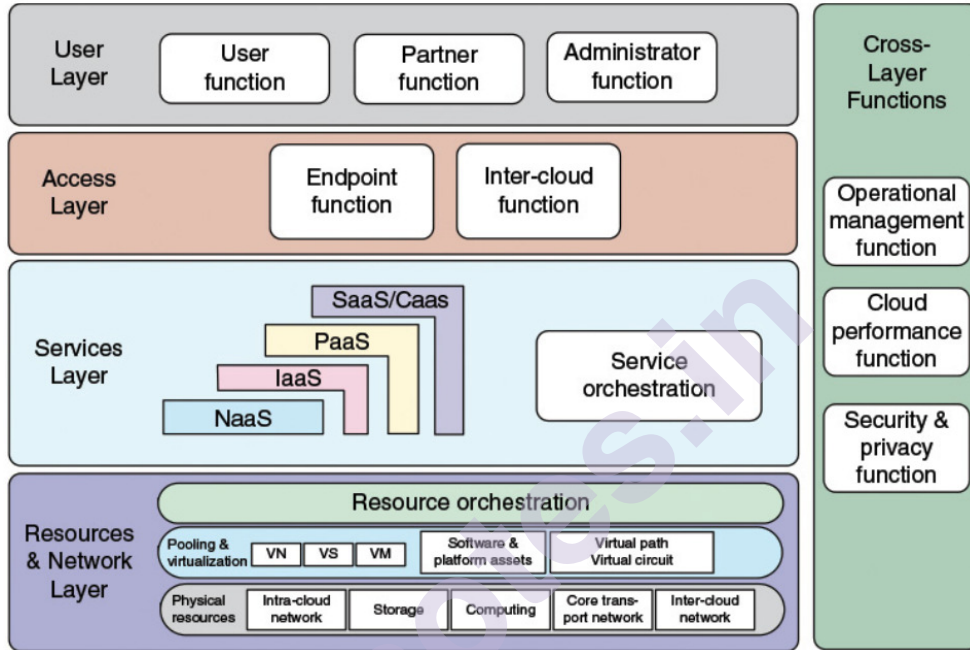 User
Layer
User
function
Partner
function
Administrator
function
Access
Layer
Endpoint
function
Inter-cloud
function
Services
Layer
SaaS/Caas
PaaS
IaaS
NaaS
Service
orchestration
Resources
& Network
Layer
Resource orchestration
Pooling &
virtualization
VN
VS
VM
Software &
platform assets
Virtual path
Virtual circuit
Physical
resources
Intra-cloud
network
Storage
Computing
Core trans-
port network
Inter-cloud
network
Cross-
Layer
Functions
Operational
management
function
Cloud
performance
function
Security &
privacy
function
otes.in